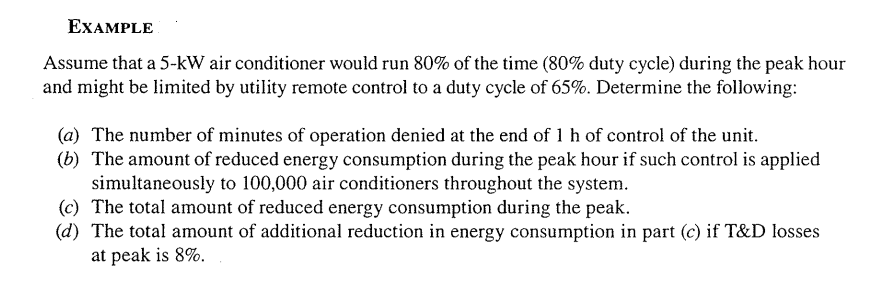 EXAMPLE
Assume that a 5-kW air conditioner would run 80% of the time (80% duty cycle) during the peak hour
and might be limited by utility remote control to a duty cycle of 65%. Determine the following:
(a) The number of minutes of operation denied at the end of 1 h of control of the unit.
(b) The amount of reduced energy consumption during the peak hour if such control is applied
simultaneously to 100,000 air conditioners throughout the system.
(c) The total amount of reduced energy consumption during the peak.
(d) The total amount of additional reduction in energy consumption in part (c) if T&D losses
at peak is 8%.